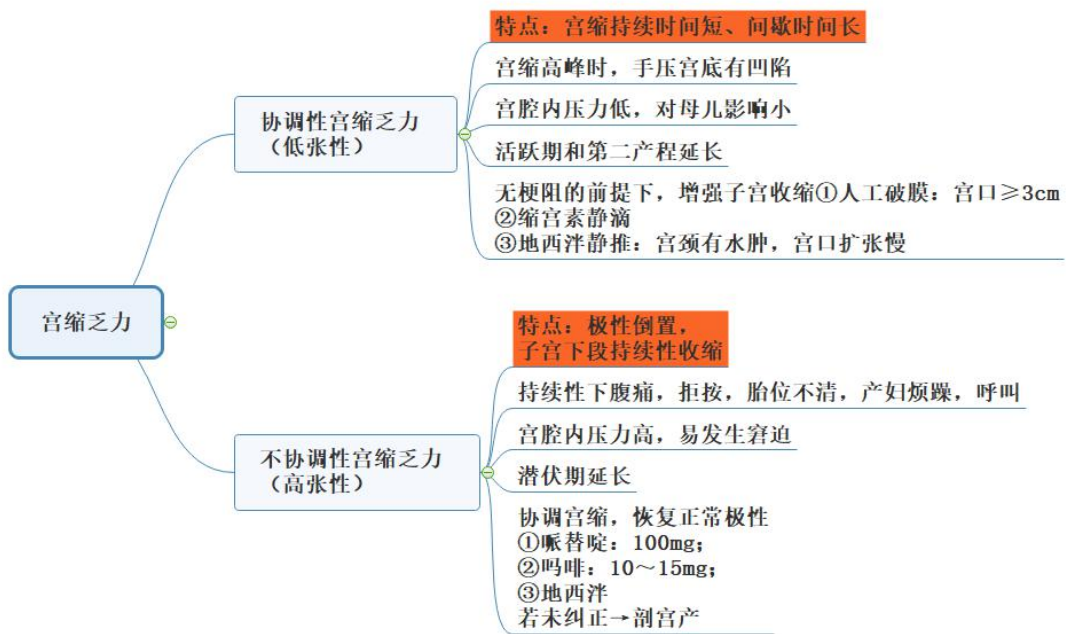 宫缩乏力
协调性宫缩乏力
（低张性）
特点：宫缩持续时间短、间歇时间长
宫缩高峰时，手压宫底有凹陷
宫腔内压力低，对母儿影响小
活跃期和第二产程延长
无梗阻的前提下，增强子宫收缩①人工破膜：宫口≥3cm
②缩宫素静滴
③地西泮静推：宫颈有水肿，宫口扩张慢
不协调性宫缩乏力
（高张性）
特点：极性倒置，
子宫下段持续性收缩
持续性下腹痛，拒按，胎位不清，产妇烦躁，呼叫
宫腔内压力高，易发生窘迫
潜伏期延长
协调宫缩，恢复正常极性
①哌替啶：100mg；
②吗啡：10～15mg；
③地西泮
若未纠正→剖宫产